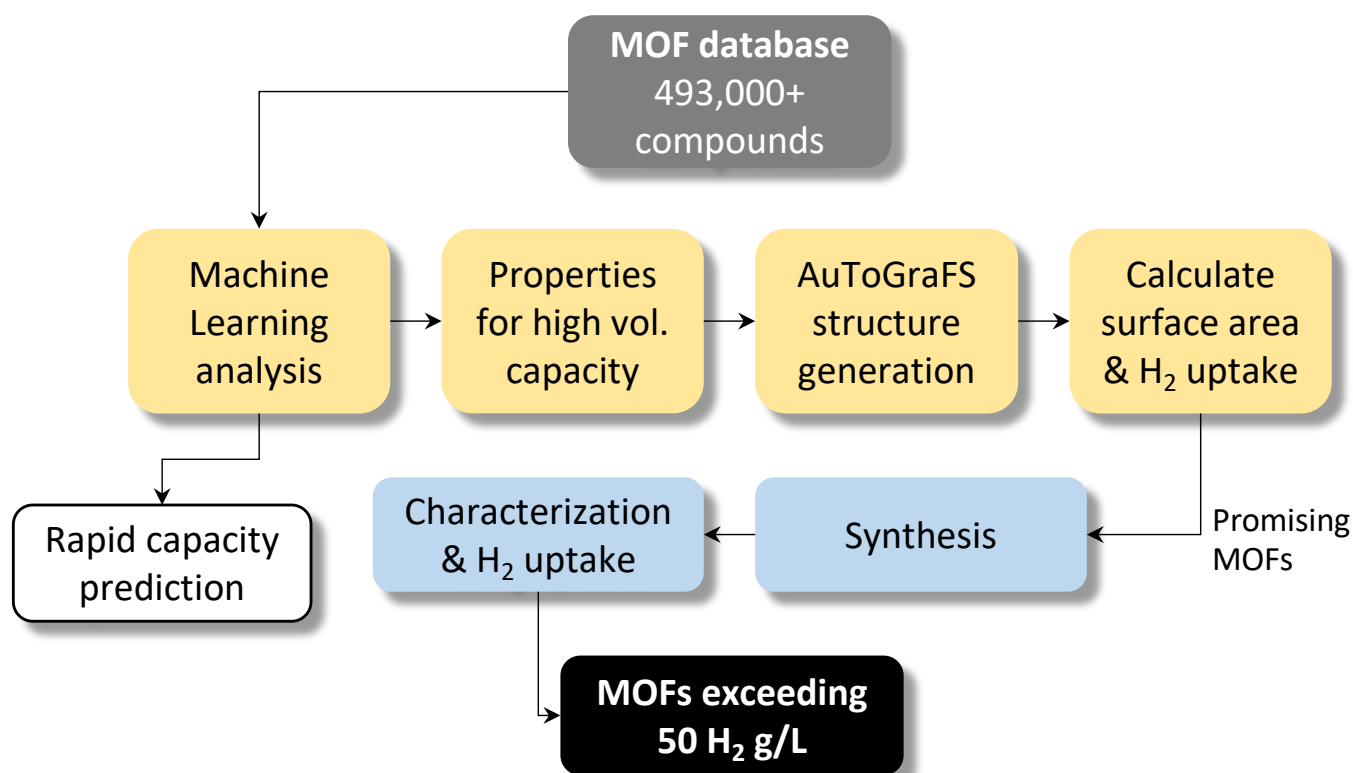 MOF database
493,000+
compounds
Machine
Learning
analysis
Properties
for high vol.
capacity
AuToGraFS
structure
generation
Calculate
surface area
& H₂ uptake
Rapid capacity
prediction
Characterization
& H₂ uptake
Synthesis
Promising
MOFs
MOFs exceeding
50 H₂ g/L